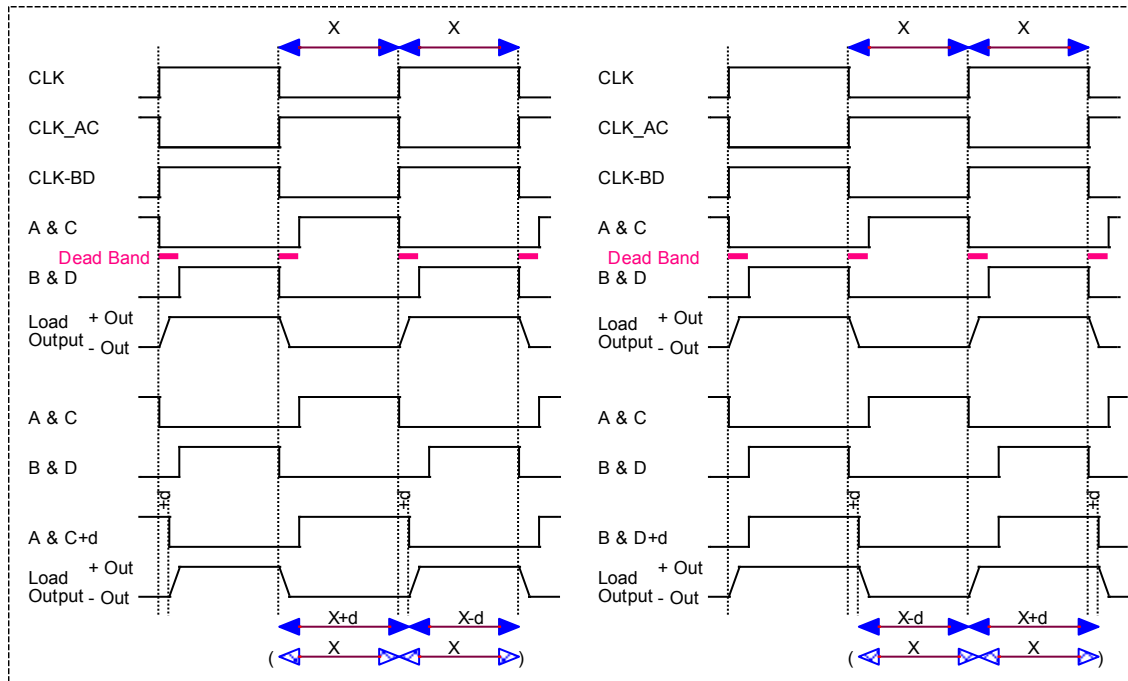 X X
CLK
CLK_AC
CLK-BD
A & C
Dead Band
B & D
Load + Out
Output - Out
A & C
B & D
+d +d
A & C+d
Load + Out
Output - Out
X+d X-d
( X X )
X X
CLK
CLK_AC
CLK-BD
A & C
Dead Band
B & D
Load + Out
Output - Out
A & C
B & D
+d +d
B & D+d
Load + Out
Output - Out
X-d X+d
( X X )